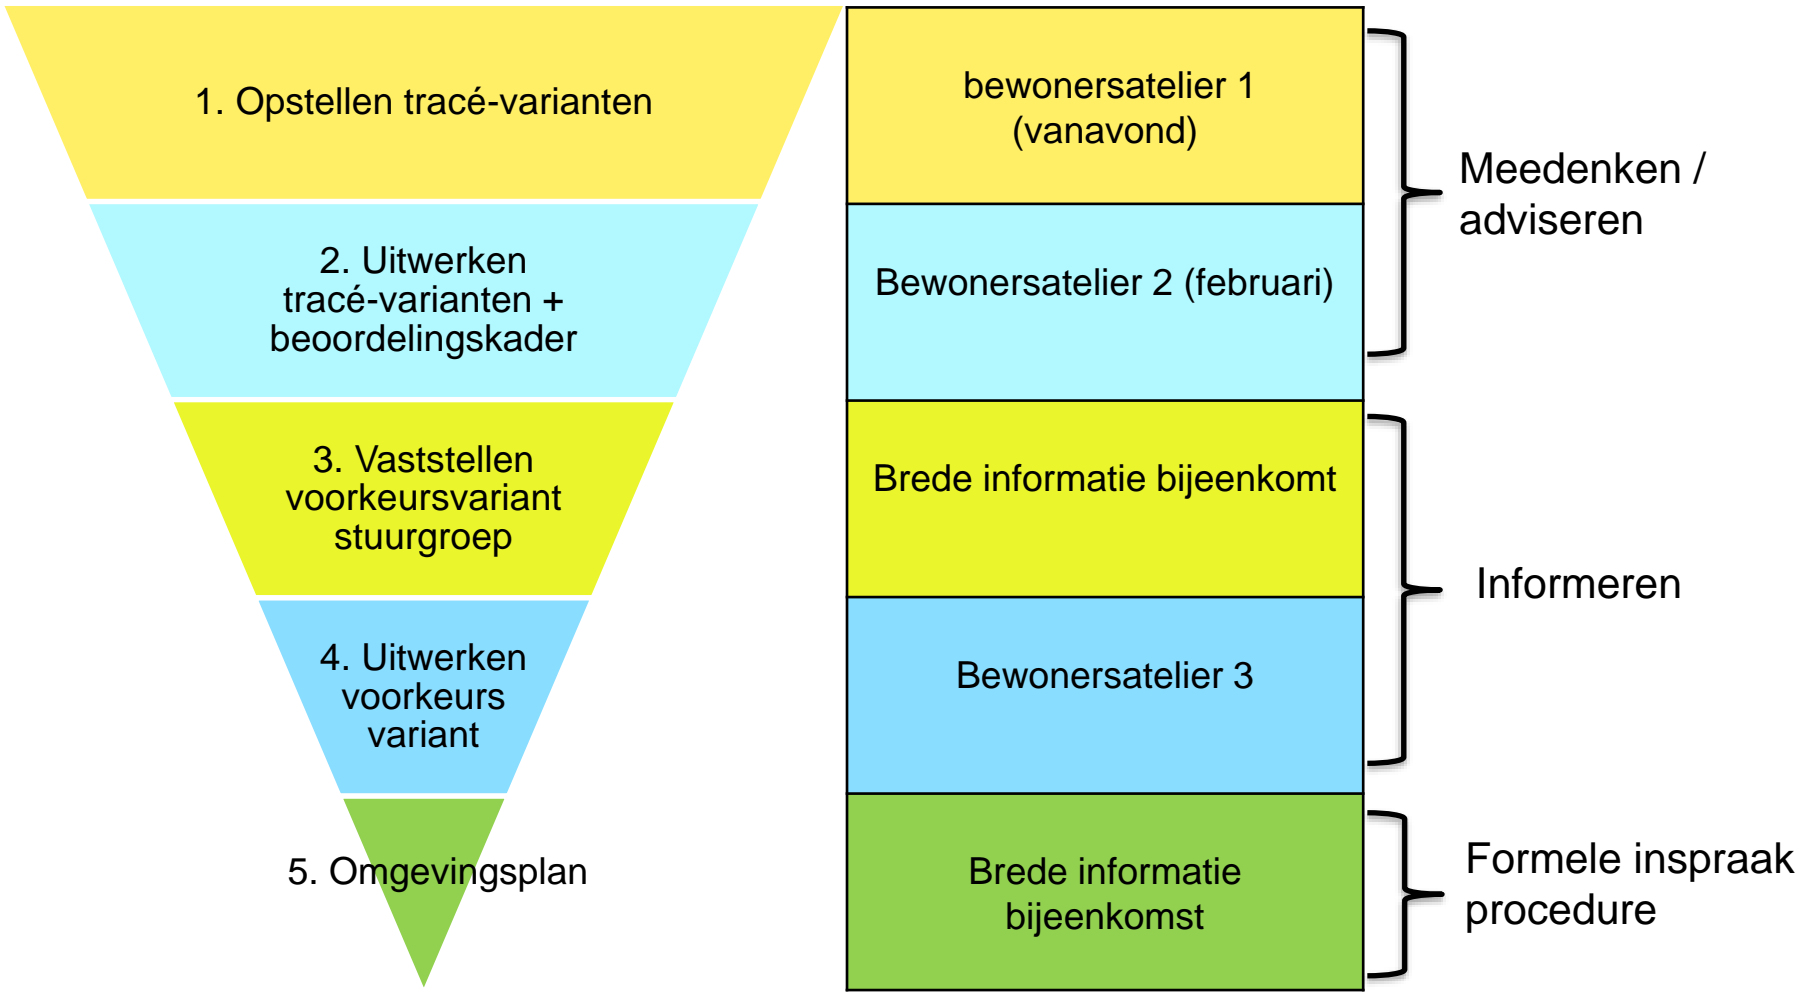 1. Opstellen tracé-varianten
bewonersatelier 1
(vanavond)
Meedenken /
adviseren
2. Uitwerken
tracé-varianten +
beoordelingskader
Bewonersatelier 2 (februari)
3. Vaststellen
voorkeursvariant
stuurgroep
Brede informatie bijeenkomt
Informeren
4. Uitwerken
voorkeurs
variant
Bewonersatelier 3
5. Omgevingsplan
Brede informatie
bijeenkomst
Formele inspraak
procedure